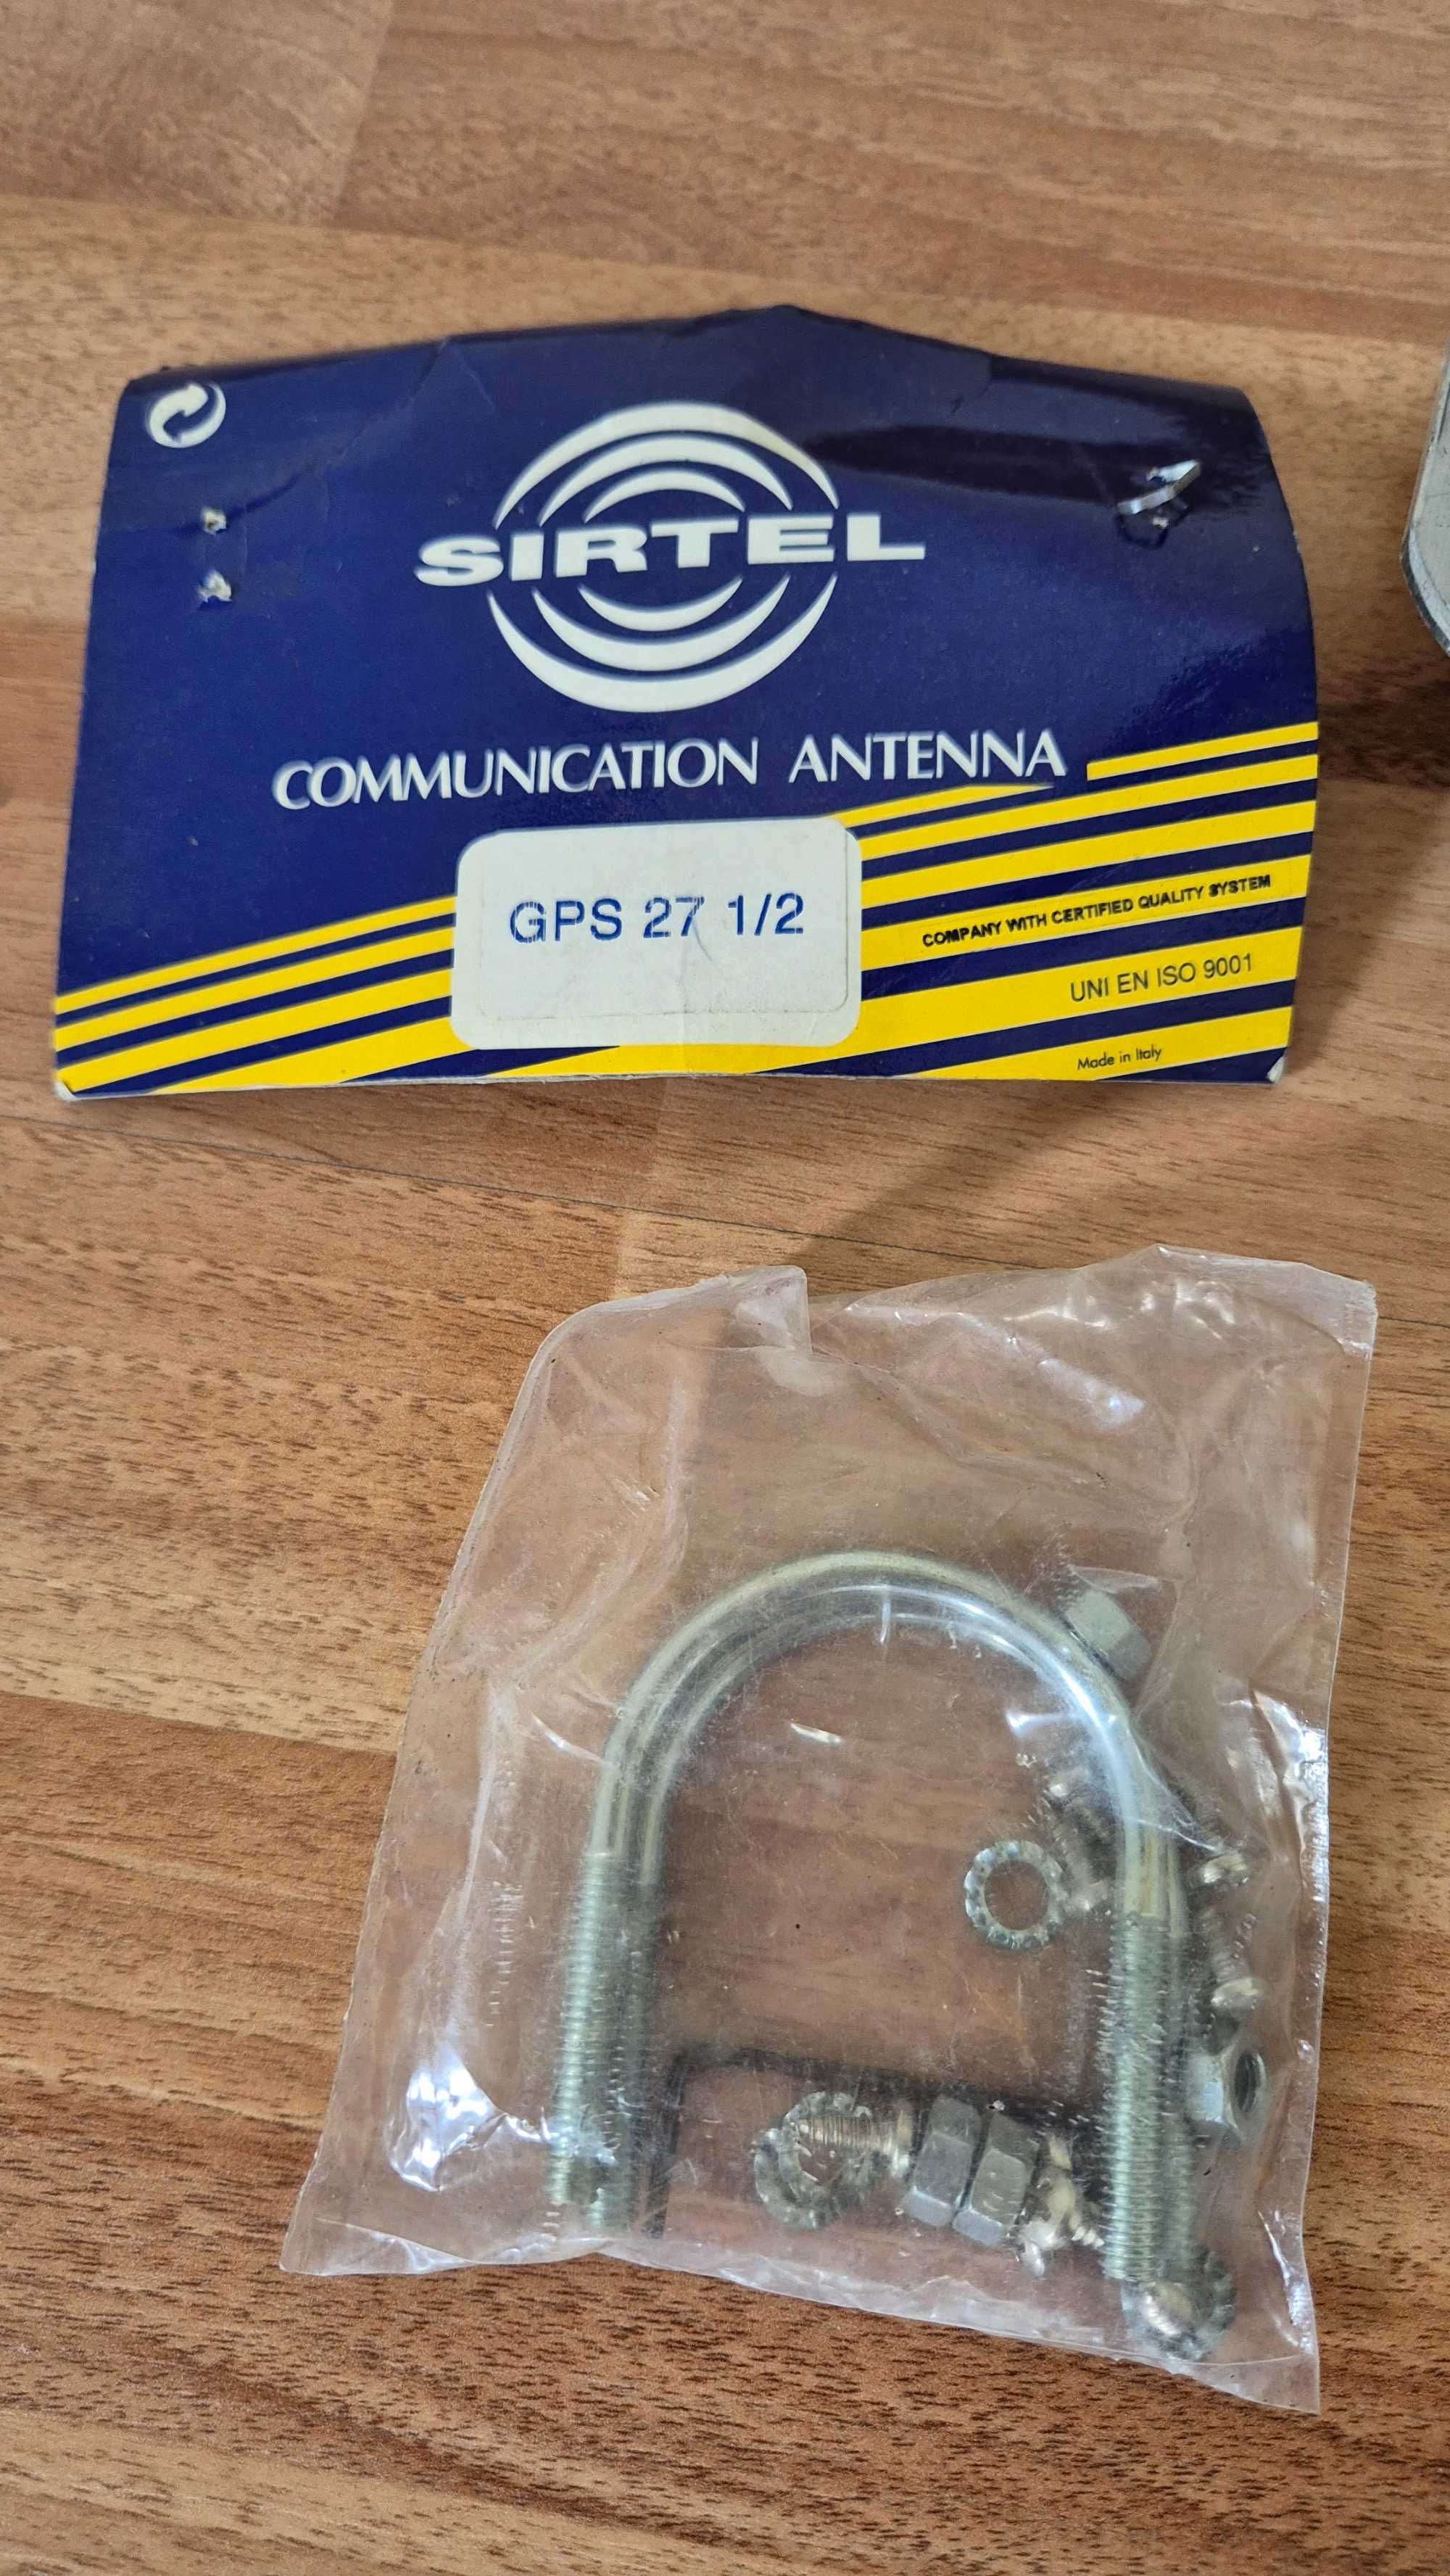 SIRTEL
COMMUNICATION ANTENNA
GPS 27 1/2
COMPANY WITH CERTIFIED QUALITY SYSTEM
UNI EN ISO 9001
Made in Italy